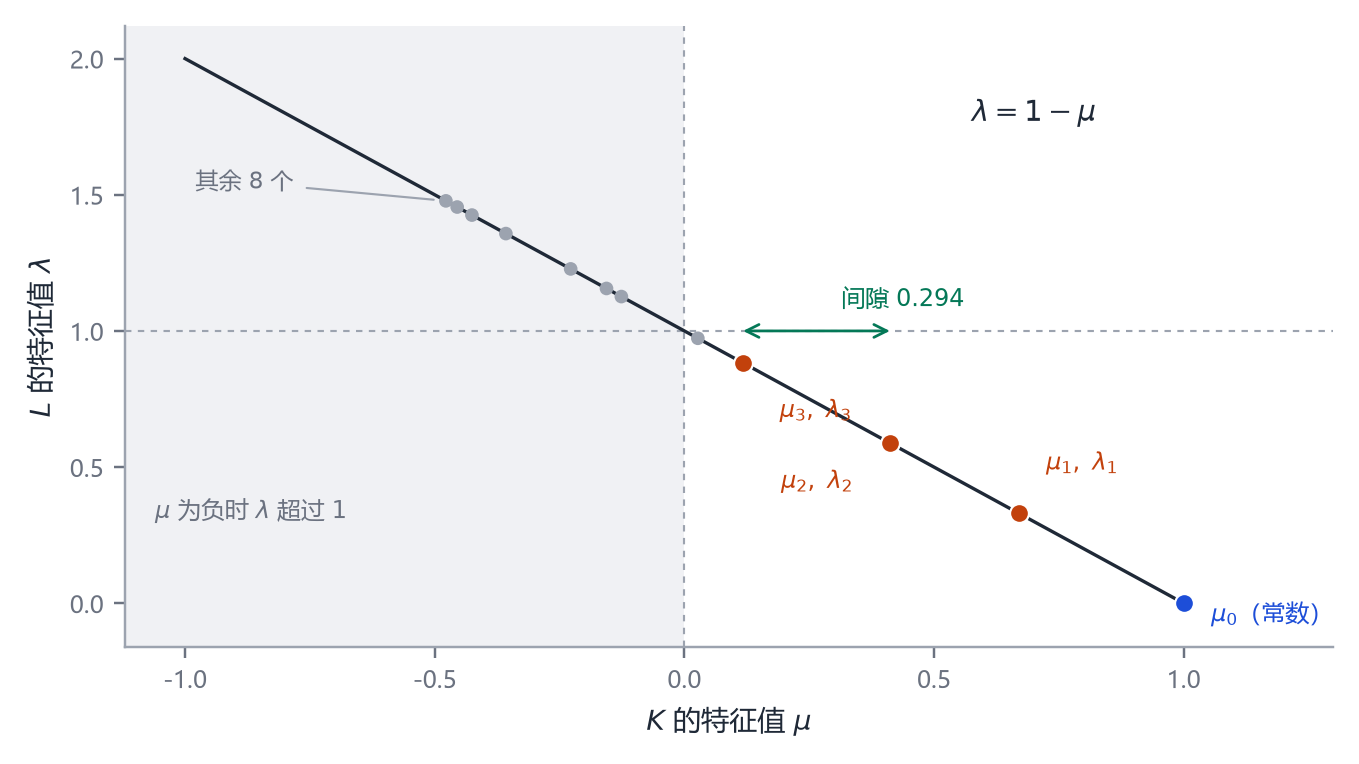 2.0
1.5
1.0
0.5
0.0
L 的特征值 λ
λ = 1 − μ
其余 8 个
间隙 0.294
μ₃, λ₃
μ₂, λ₂
μ₁, λ₁
μ 为负时 λ 超过 1
μ₀（常数）
-1.0
-0.5
0.0
0.5
1.0
K 的特征值 μ